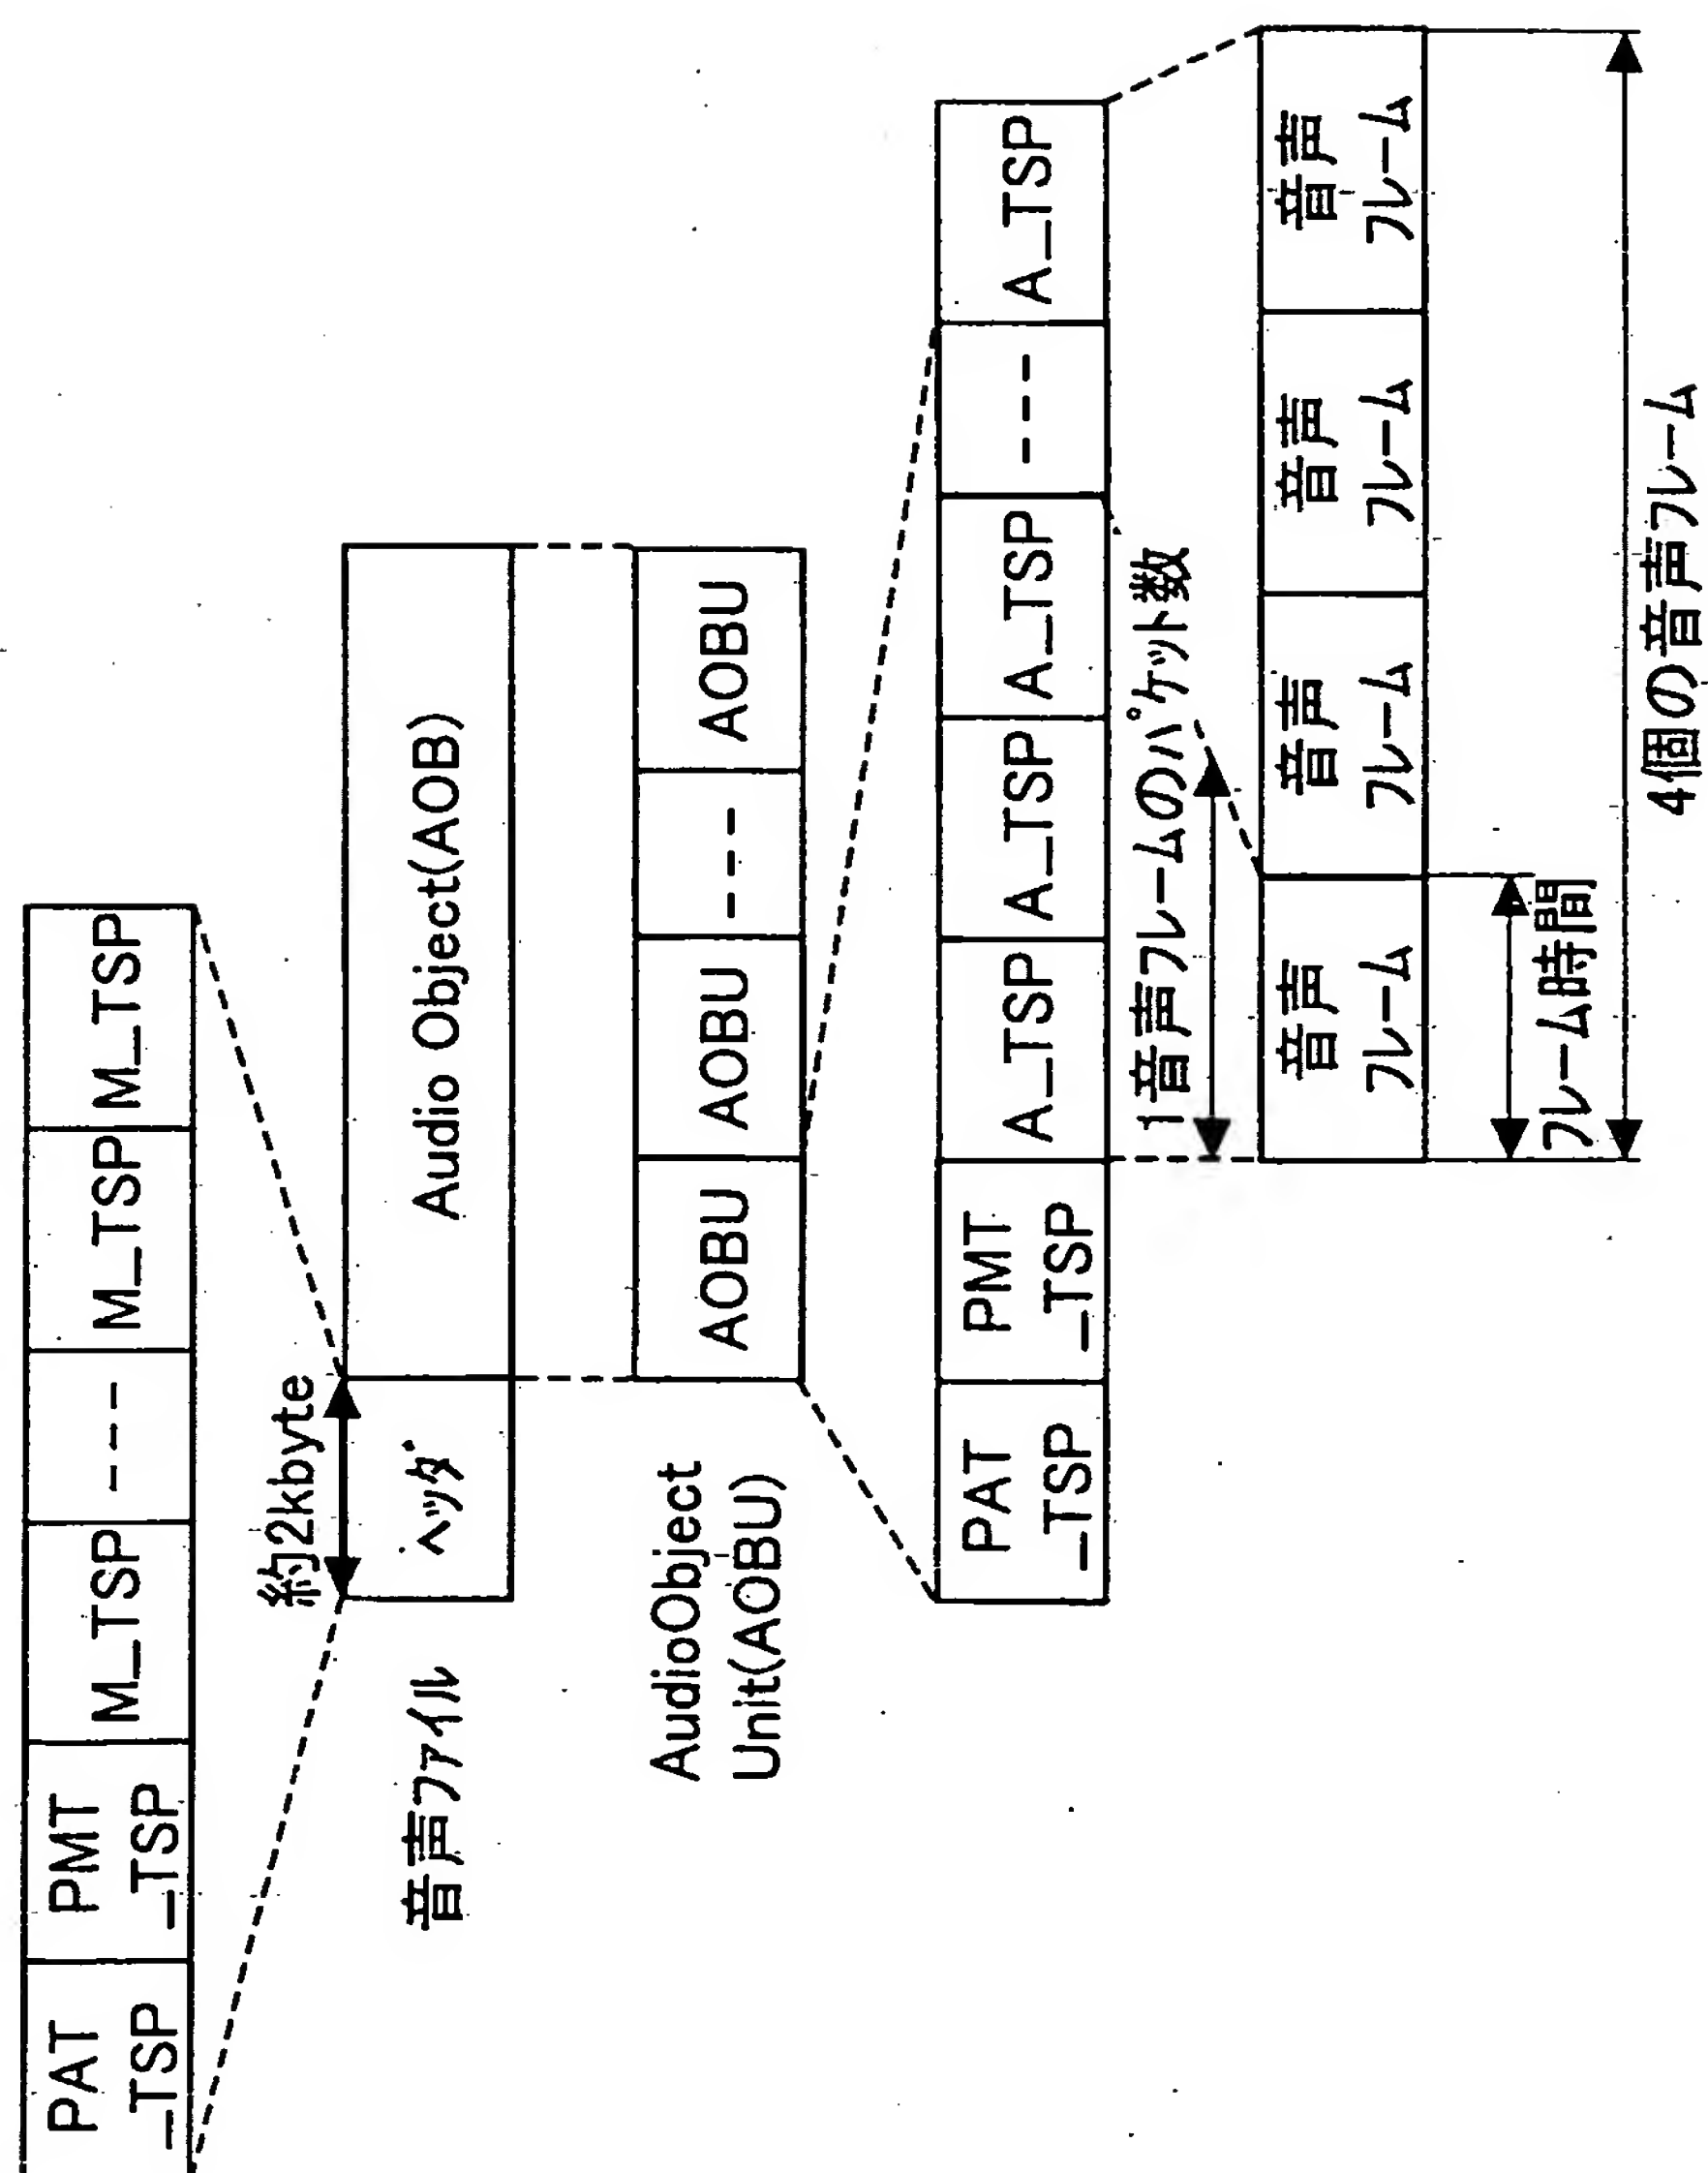 PAT
_TSP
PMT
_TSP
M_TSP
---
M_TSP
M_TSP
約2kbyte
音声ファイル
ヘッダ
Audio Object(AOB)
AudioObject
Unit(AOBU)
AOBU
AOBU
---
AOBU
PAT
_TSP
PMT
_TSP
A_TSP
A_TSP
A_TSP
---
A_TSP
1音声フレームのパケット数
音声
フレーム
音声
フレーム
音声
フレーム
音声
フレーム
フレーム時間
4個の音声フレーム